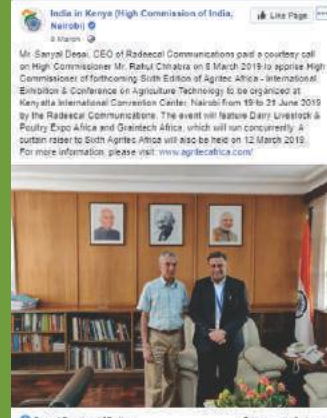 India in Kenya (High Commission of India,
Nairobi)
Like Page
8 March
Mr. Sanyal Desai, CEO of Radeecal Communications paid a courtesy call
on High Commissioner Mr. Rahul Chhabra on 8 March 2019 to apprise High
Commissioner of forthcoming Sixth Edition of Agritec Africa - International
Exhibition & Conference on Agriculture Technology to be organized at
Kenyatta International Convention Center, Nairobi from 19 to 21 June 2019
by the Radeecal Communications. The event will feature Dairy Livestock &
Poultry Expo Africa and Graintech Africa, which will run concurrently. A
curtain raiser to Sixth Agritec Africa will also be held on 12 March 2019.
For more information, please visit: www.agritecafrica.com/